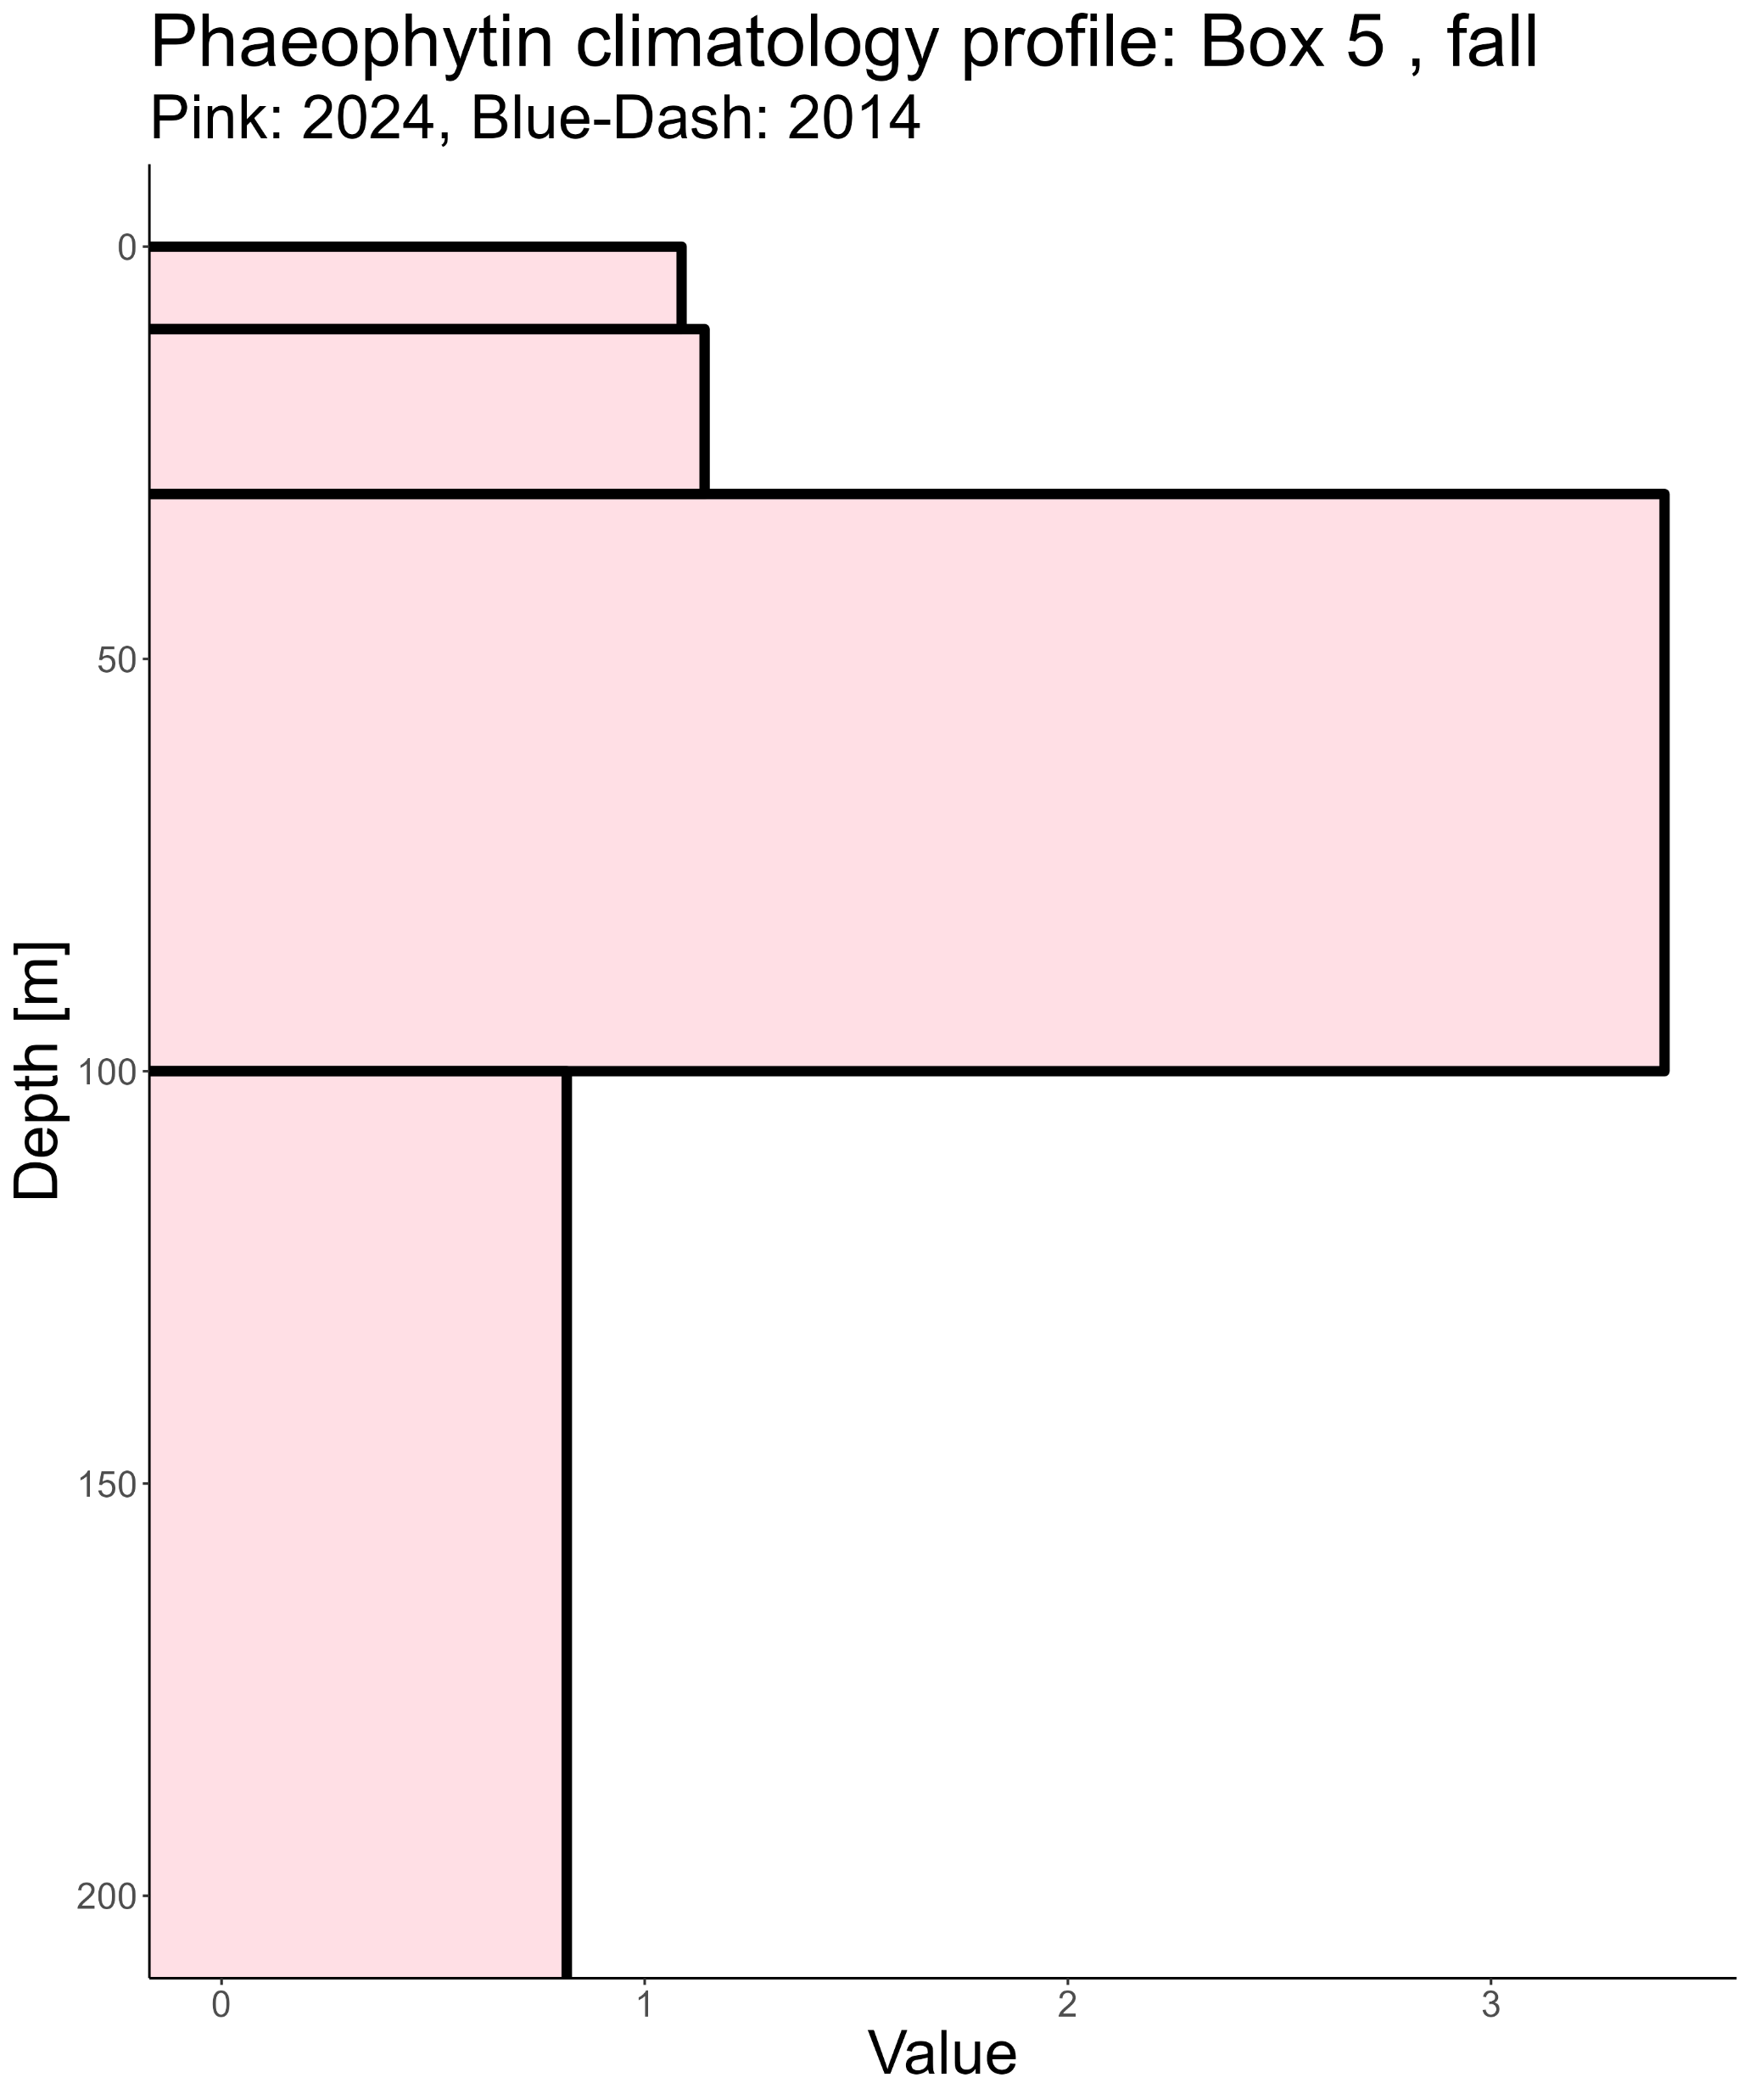 Phaeophytin climatology profile: Box 5 , fall
Pink: 2024, Blue-Dash: 2014
0
50
100
150
200
Depth [m]
0 1 2 3
Value